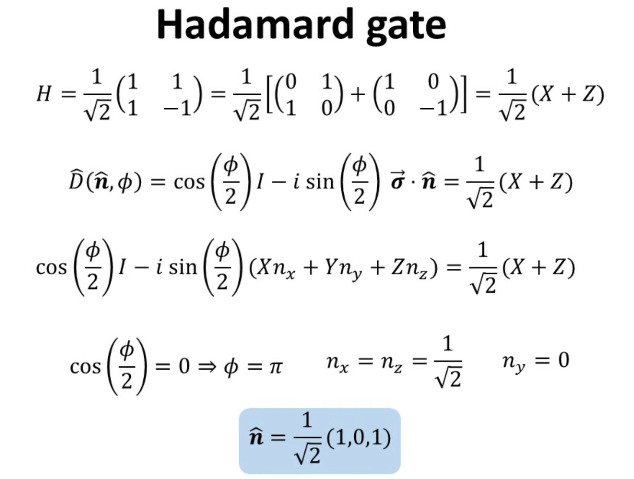 Hadamard gate
H = 1/√2 (1 1 1 −1) = 1/√2 [(0 1 1 0) + (1 0 0 −1)] = 1/√2 (X + Z)
D̂(n̂, ϕ) = cos(ϕ/2) I − i sin(ϕ/2) σ⃗ · n̂ = 1/√2 (X + Z)
cos(ϕ/2) I − i sin(ϕ/2) (Xnₓ + Yn_y + Zn_z) = 1/√2 (X + Z)
cos(ϕ/2) = 0 ⇒ ϕ = π nₓ = n_z = 1/√2 n_y = 0
n̂ = 1/√2 (1,0,1)